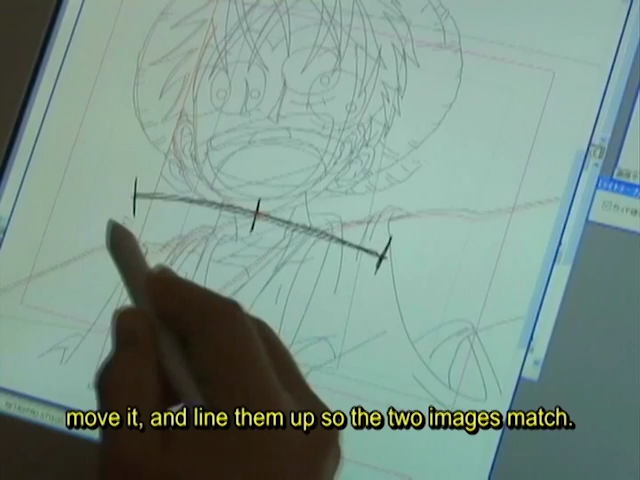 move it, and line them up so the two images match.